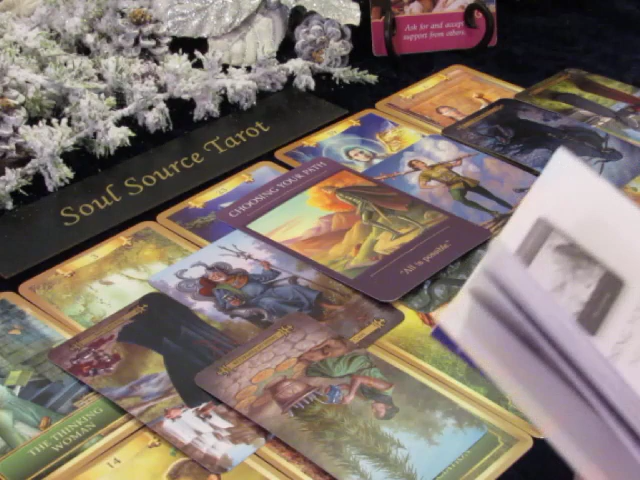 Ask for and accept
support from others.
Soul Source Tarot
CHOOSING YOUR PATH
"All is possible."
THE THINKING
WOMAN
14